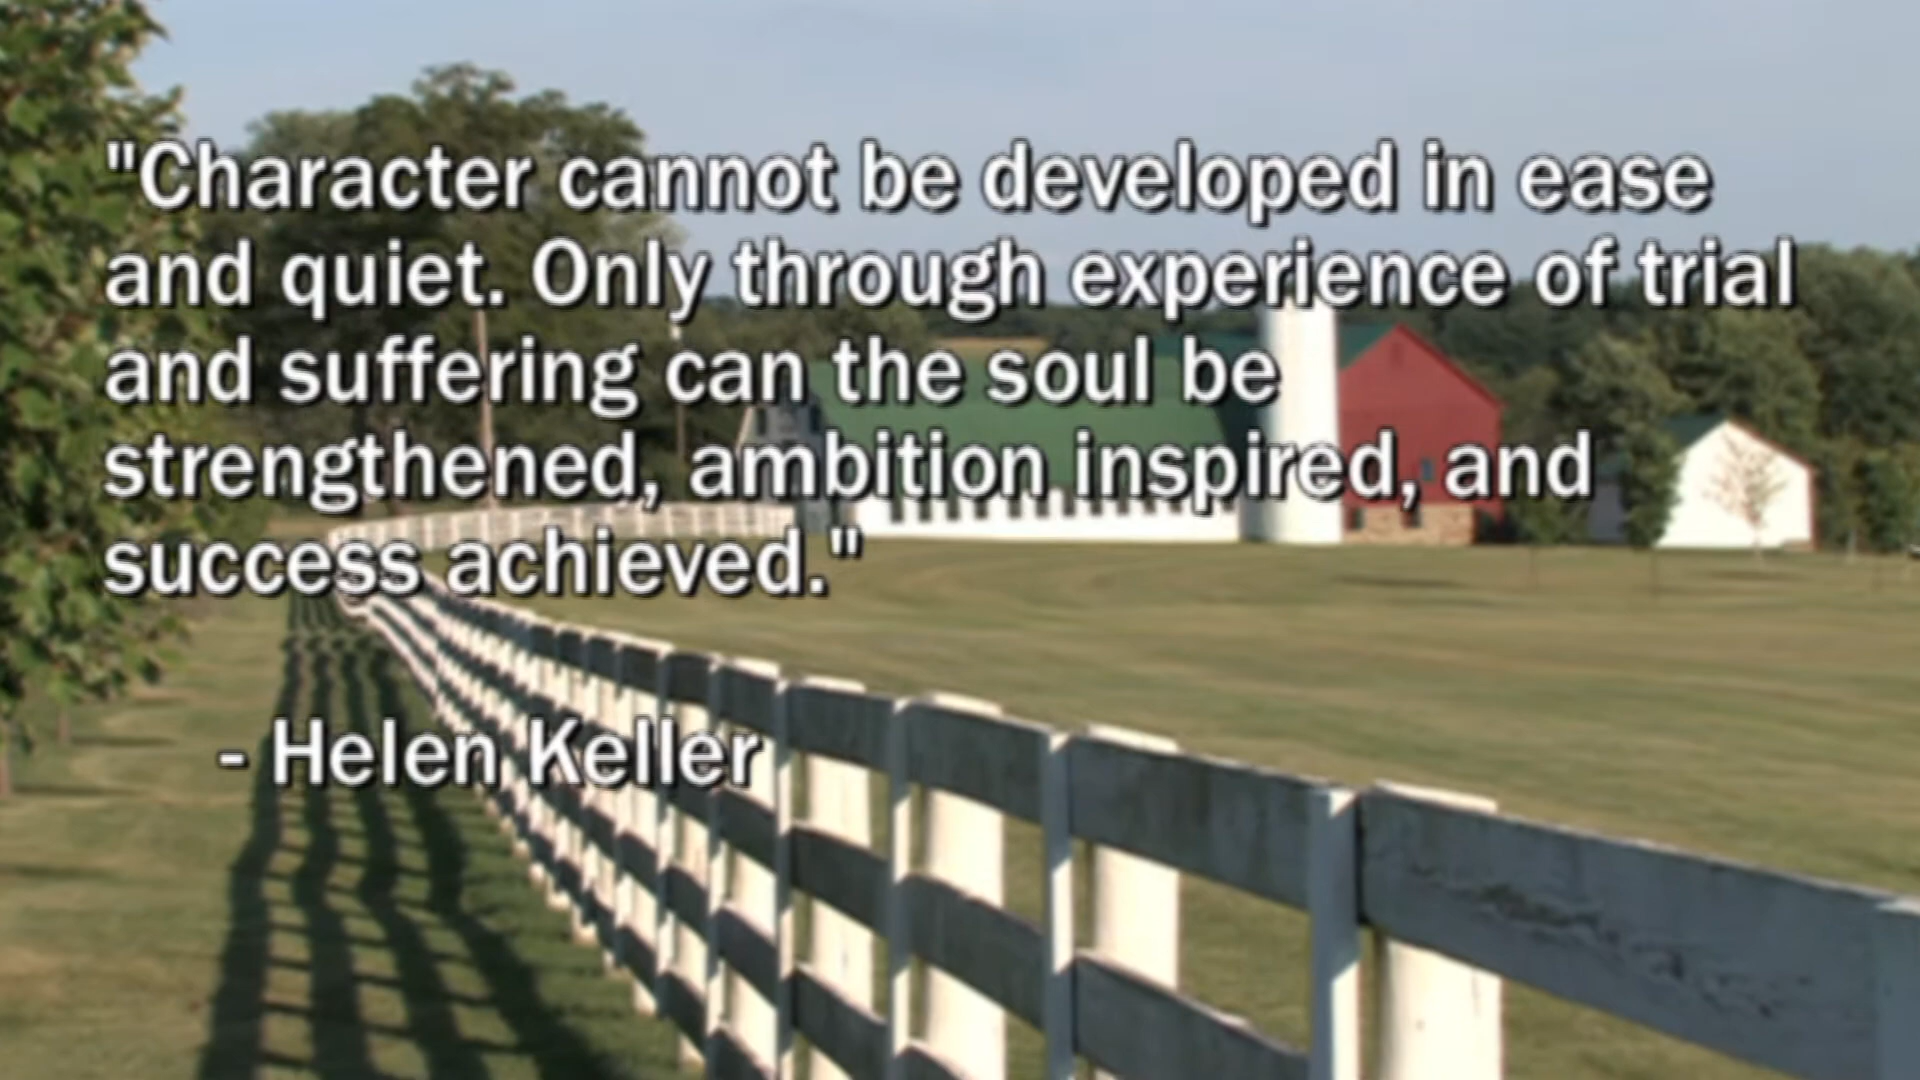 "Character cannot be developed in ease
and quiet. Only through experience of trial
and suffering can the soul be
strengthened, ambition inspired, and
success achieved."
- Helen Keller